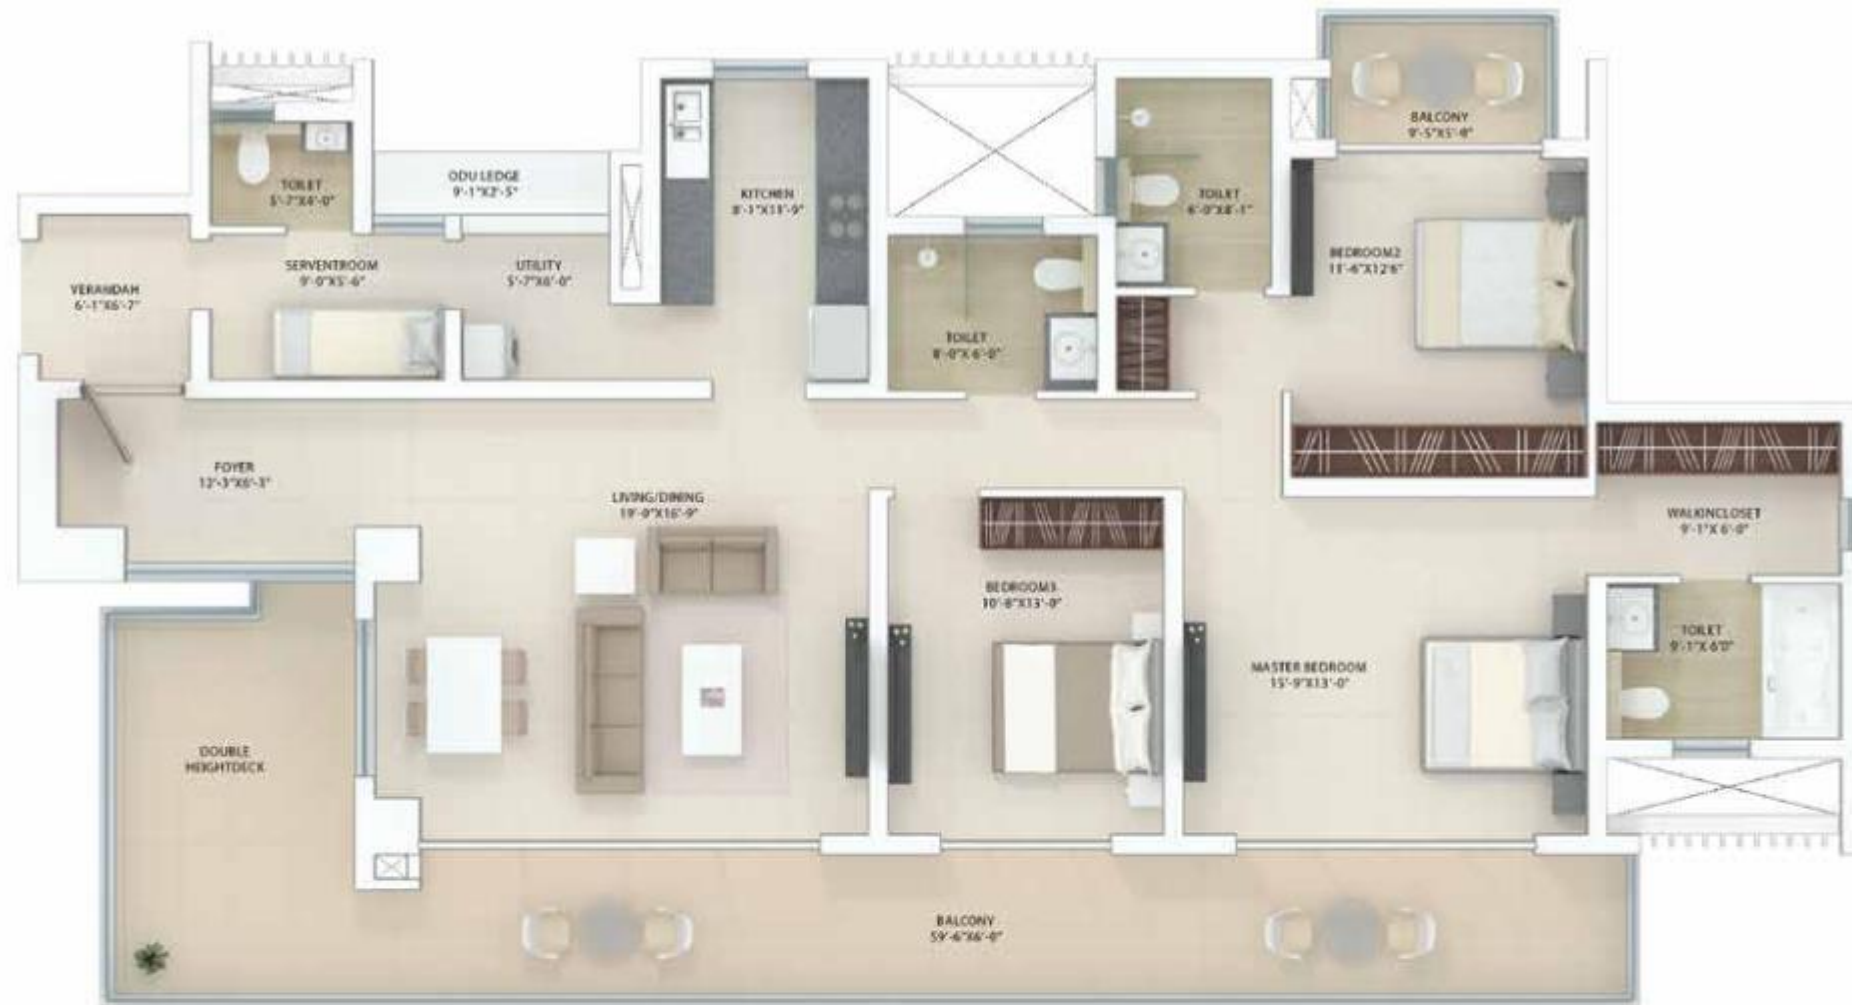 BALCONY
9'-5"X5'-0"
TOILET
5'-7"X4'-0"
ODU LEDGE
9'-1"X2'-5"
KITCHEN
8'-1"X11'-9"
TOILET
6'-0"X8'-1"
BEDROOM2
11'-6"X12'6"
SERVENTROOM
9'-0"X5'-6"
UTILITY
5'-7"X6'-0"
VERANDAH
6'-1"X6'-7"
TOILET
8'-0"X 6'-0"
FOYER
12'-3"X6'-3"
LIVING/DINING
19'-0"X16'-9"
WALKINCLOSET
9'-1"X 6'-0"
BEDROOM3
10'-8"X13'-0"
TOILET
9'-1"X 6'0"
MASTER BEDROOM
15'-9"X13'-0"
DOUBLE
HEIGHTDECK
BALCONY
59'-6"X6'-0"